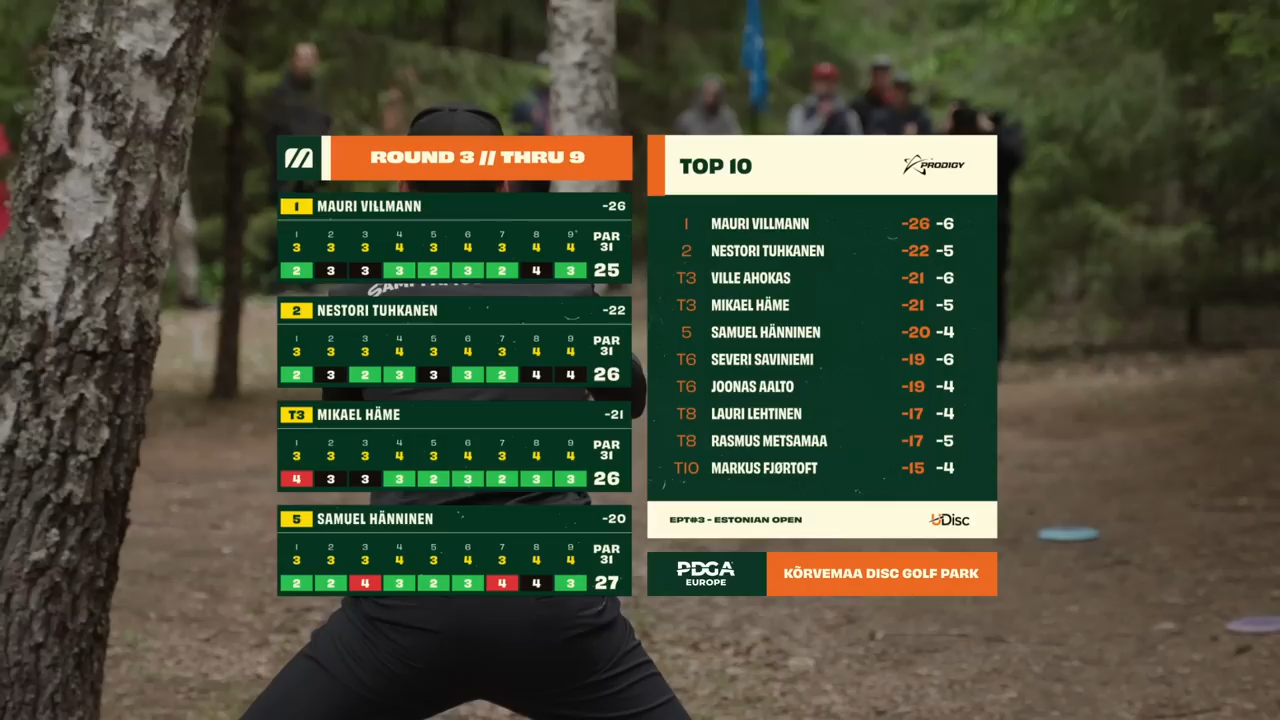 ROUND 3 // THRU 9
1 MAURI VILLMANN -26
1 2 3 4 5 6 7 8 9 PAR
3 3 3 4 3 4 3 4 4 31
2 3 3 3 2 3 2 4 3 25
2 NESTORI TUHKANEN -22
1 2 3 4 5 6 7 8 9 PAR
3 3 3 4 3 4 3 4 4 31
2 3 2 3 3 3 2 4 4 26
T3 MIKAEL HÄME -21
1 2 3 4 5 6 7 8 9 PAR
3 3 3 4 3 4 3 4 4 31
4 3 3 3 2 3 2 3 3 26
5 SAMUEL HÄNNINEN -20
1 2 3 4 5 6 7 8 9 PAR
3 3 3 4 3 4 3 4 4 31
2 2 4 3 2 3 4 4 3 27
TOP 10 PRODIGY
1 MAURI VILLMANN -26 -6
2 NESTORI TUHKANEN -22 -5
T3 VILLE AHOKAS -21 -6
T3 MIKAEL HÄME -21 -5
5 SAMUEL HÄNNINEN -20 -4
T6 SEVERI SAVINIEMI -19 -6
T6 JOONAS AALTO -19 -4
T8 LAURI LEHTINEN -17 -4
T8 RASMUS METSAMAA -17 -5
T10 MARKUS FJØRTOFT -15 -4
EPT#3 - ESTONIAN OPEN UDisc
PDGA
EUROPE
KÕRVEMAA DISC GOLF PARK